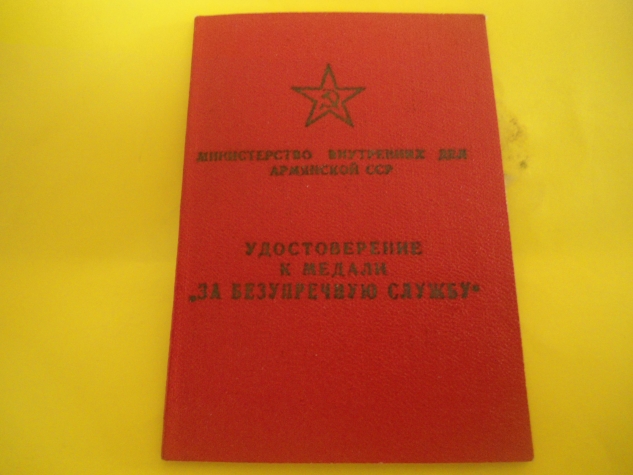 МИНИСТЕРСТВО ВНУТРЕННИХ ДЕЛ
АРМЯНСКОЙ ССР
УДОСТОВЕРЕНИЕ
К МЕДАЛИ
„ЗА БЕЗУПРЕЧНУЮ СЛУЖБУ“